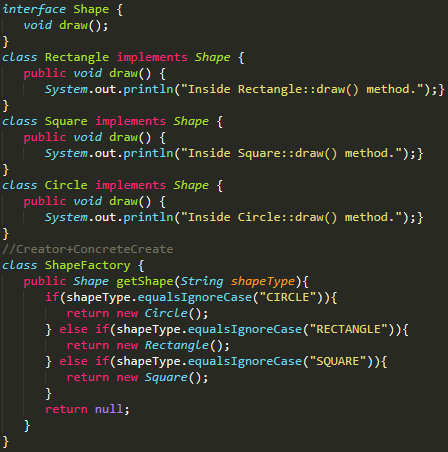 interface Shape {
   void draw();
}
class Rectangle implements Shape {
   public void draw() {
      System.out.println("Inside Rectangle::draw() method.");}
}
class Square implements Shape {
   public void draw() {
      System.out.println("Inside Square::draw() method.");}
}
class Circle implements Shape {
   public void draw() {
      System.out.println("Inside Circle::draw() method.");}
}
//Creator+ConcreteCreate
class ShapeFactory {
   public Shape getShape(String shapeType){
      if(shapeType.equalsIgnoreCase("CIRCLE")){
         return new Circle();
      } else if(shapeType.equalsIgnoreCase("RECTANGLE")){
         return new Rectangle();
      } else if(shapeType.equalsIgnoreCase("SQUARE")){
         return new Square();
      }
      return null;
   }
}